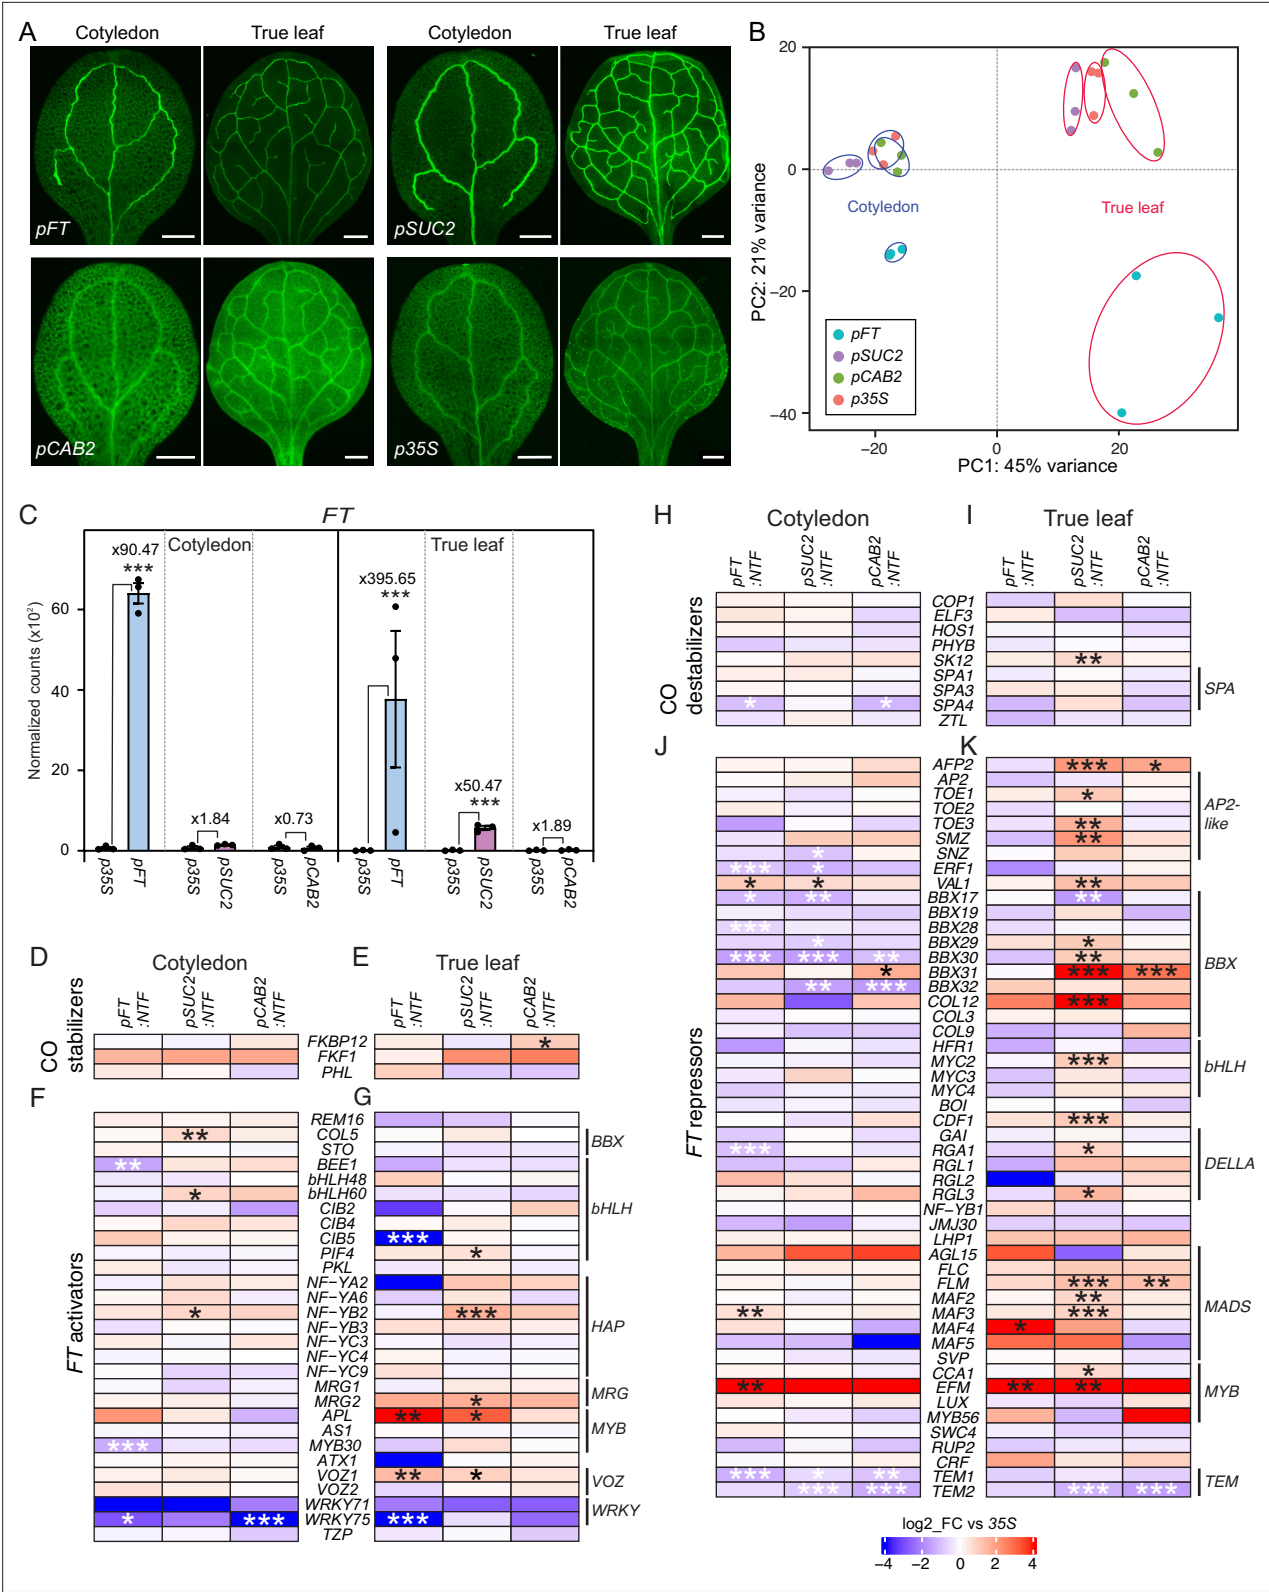 A
Cotyledon
True leaf
Cotyledon
True leaf
pFT
pSUC2
pCAB2
p35S
B
20
0
−20
−40
PC2: 21% variance
Cotyledon
True leaf
pFT
pSUC2
pCAB2
p35S
−20
0
20
PC1: 45% variance
C
FT
Cotyledon
True leaf
Normalized counts (x10²)
60
40
20
0
x90.47
***
x1.84
x0.73
x395.65
***
x50.47
***
x1.89
p35S
pFT
p35S
pSUC2
p35S
pCAB2
p35S
pFT
p35S
pSUC2
p35S
pCAB2
D
Cotyledon
E
True leaf
pFT :NTF
pSUC2 :NTF
pCAB2 :NTF
pFT :NTF
pSUC2 :NTF
pCAB2 :NTF
CO stabilizers
FKBP12 *
FKF1
PHL
F
G
FT activators
REM16
** COL5
STO
** BEE1
bHLH48
* bHLH60
CIB2
CIB4
CIB5 ***
PIF4 *
PKL
NF−YA2
NF−YA6
* NF−YB2 ***
NF−YB3
NF−YC3
NF−YC4
NF−YC9
MRG1
MRG2 *
APL ** *
AS1
*** MYB30
ATX1
VOZ1 ** *
VOZ2
WRKY71
* *** WRKY75 ***
TZP
BBX
bHLH
HAP
MRG
MYB
VOZ
WRKY
H
Cotyledon
I
True leaf
pFT :NTF
pSUC2 :NTF
pCAB2 :NTF
pFT :NTF
pSUC2 :NTF
pCAB2 :NTF
CO destabilizers
COP1
ELF3
HOS1
PHYB
SK12 **
SPA1
SPA3
* * SPA4
ZTL
SPA
J
K
FT repressors
AFP2 *** *
AP2
TOE1 *
TOE2
TOE3 **
SMZ **
* SNZ
*** * ERF1
* * VAL1 **
* ** BBX17 **
BBX19
*** BBX28
* BBX29 *
*** *** ** BBX30 **
* BBX31 *** ***
** *** BBX32
COL12 ***
COL3
COL9
HFR1
MYC2 ***
MYC3
MYC4
BOI
CDF1 ***
GAI
*** RGA1 *
RGL1
RGL2
RGL3 *
NF−YB1
JMJ30
LHP1
AGL15
FLC
FLM *** **
MAF2 **
** MAF3 ***
MAF4 *
MAF5
SVP
CCA1 *
** EFM ** **
LUX
MYB56
SWC4
RUP2
CRF
*** * ** TEM1
*** *** TEM2 *** ***
AP2-like
BBX
bHLH
DELLA
MADS
MYB
TEM
log2_FC vs 35S
−4
−2
0
2
4